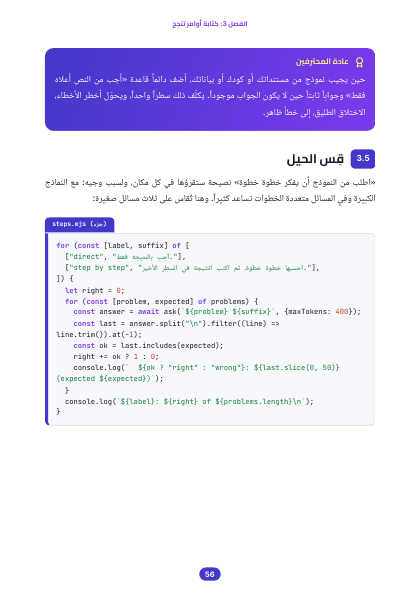 الفصل 3: كتابة أوامر تنجح
عادة المحترفين
حين يجيب نموذج من مستنداتك أو كودك أو بياناتك، أضف دائماً قاعدة «أجب من النص أعلاه
فقط» وجواباً ثابتاً حين لا يكون الجواب موجوداً. يكلّف ذلك سطراً واحداً، ويحوّل أخطر الأخطاء،
الاختلاق الطليق، إلى خطأ ظاهر.
3.5 قِس الحيل
«اطلب من النموذج أن يفكر خطوة خطوة» نصيحة ستقرؤها في كل مكان، ولسبب وجيه: مع النماذج
الكبيرة وفي المسائل متعددة الخطوات تساعد كثيراً. وهنا تُقاس على ثلاث مسائل صغيرة:
steps.mjs (جزء)
for (const [label, suffix] of [
  ["direct", "أجب بالنتيجة فقط."],
  ["step by step", "احسبها خطوة خطوة، ثم اكتب النتيجة في السطر الأخير."],
]) {
  let right = 0;
  for (const [problem, expected] of problems) {
    const answer = await ask(`${problem} ${suffix}`, {maxTokens: 400});
    const last = answer.split("\n").filter((line) =>
line.trim()).at(-1);
    const ok = last.includes(expected);
    right += ok ? 1 : 0;
    console.log(`  ${ok ? "right" : "wrong"}: ${last.slice(0, 50)}
(expected ${expected})`);
  }
  console.log(`${label}: ${right} of ${problems.length}\n`);
}
56